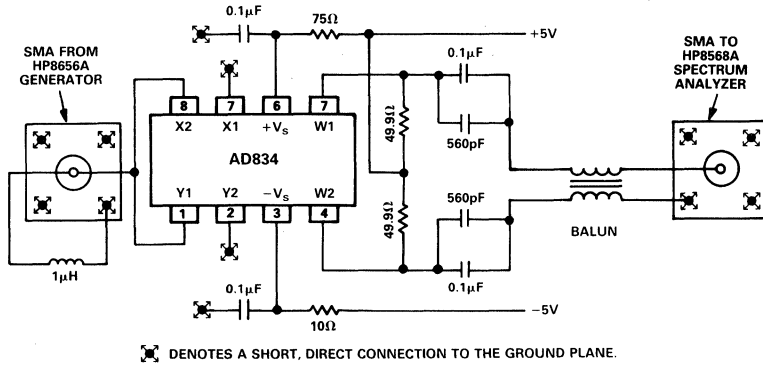 0.1µF
75Ω
+5V
SMA FROM
HP8656A
GENERATOR
0.1µF
SMA TO
HP8568A
SPECTRUM
ANALYZER
8
7
6
7
X2
X1
+VS
W1
49.9Ω
560pF
AD834
Y1
Y2
−VS
W2
49.9Ω
560pF
1
2
3
4
BALUN
1µH
0.1µF
0.1µF
10Ω
−5V
DENOTES A SHORT, DIRECT CONNECTION TO THE GROUND PLANE.